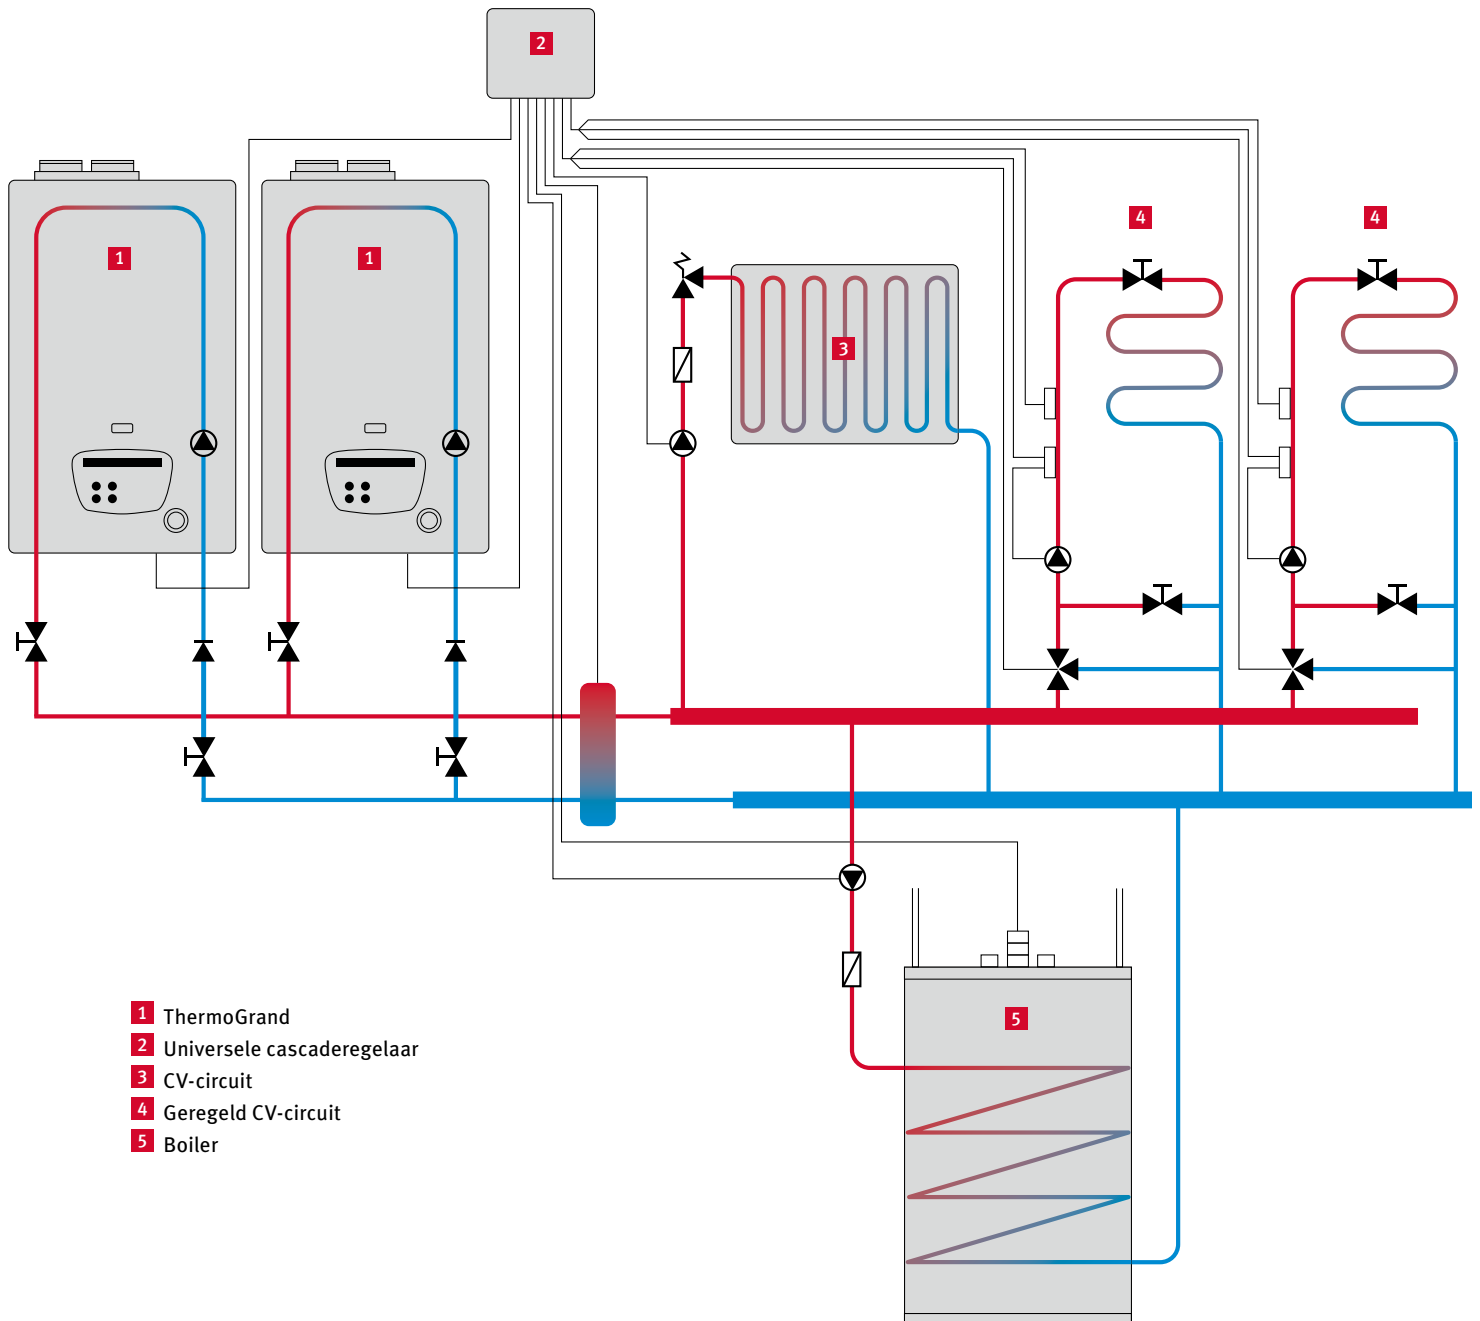 2
1
1
3
4
4
5
1 ThermoGrand
2 Universele cascaderegelaar
3 CV-circuit
4 Geregeld CV-circuit
5 Boiler